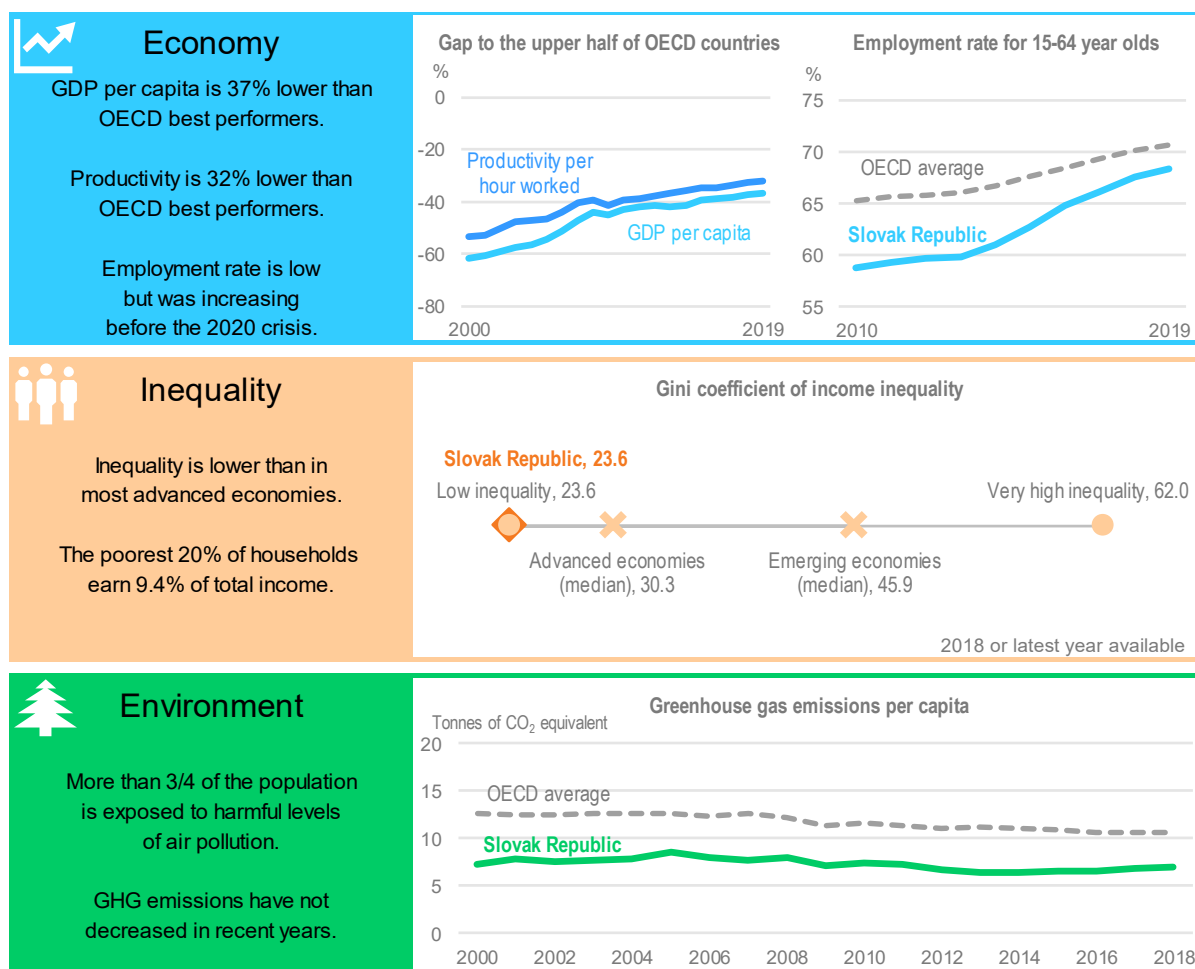 Economy
GDP per capita is 37% lower than
OECD best performers.
Productivity is 32% lower than
OECD best performers.
Employment rate is low
but was increasing
before the 2020 crisis.
Gap to the upper half of OECD countries
%
0
-20
-40
-60
-80
Productivity per
hour worked
GDP per capita
2000
2019
Employment rate for 15-64 year olds
%
75
70
65
60
55
OECD average
Slovak Republic
2010
2019
Inequality
Inequality is lower than in
most advanced economies.
The poorest 20% of households
earn 9.4% of total income.
Gini coefficient of income inequality
Slovak Republic, 23.6
Low inequality, 23.6
Very high inequality, 62.0
Advanced economies
(median), 30.3
Emerging economies
(median), 45.9
2018 or latest year available
Environment
More than 3/4 of the population
is exposed to harmful levels
of air pollution.
GHG emissions have not
decreased in recent years.
Greenhouse gas emissions per capita
Tonnes of CO₂ equivalent
20
15
10
5
0
OECD average
Slovak Republic
2000 2002 2004 2006 2008 2010 2012 2014 2016 2018